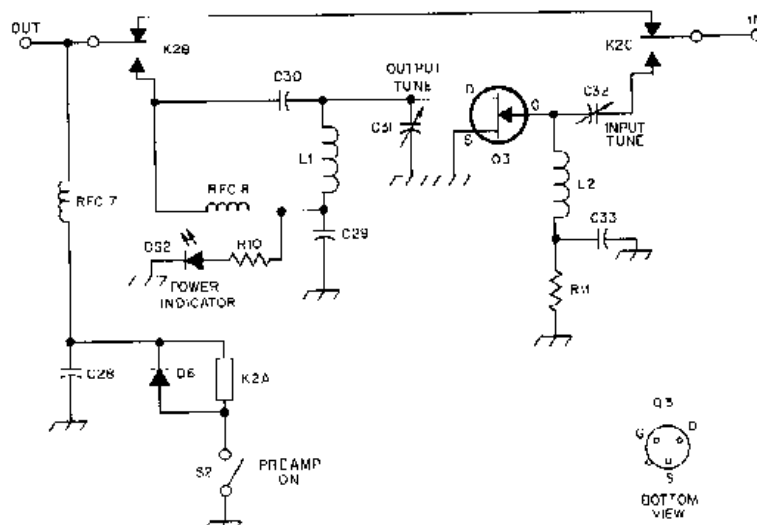 OUT
K2B
K2C
IN
C30
OUTPUT
TUNE
C31
D
G
S
Q3
C32
INPUT
TUNE
L1
L2
RFC 7
RFC 8
C29
C33
DS2
R10
POWER
INDICATOR
R11
C28
D6
K2A
S2
PREAMP
ON
Q3
G
D
S
BOTTOM
VIEW